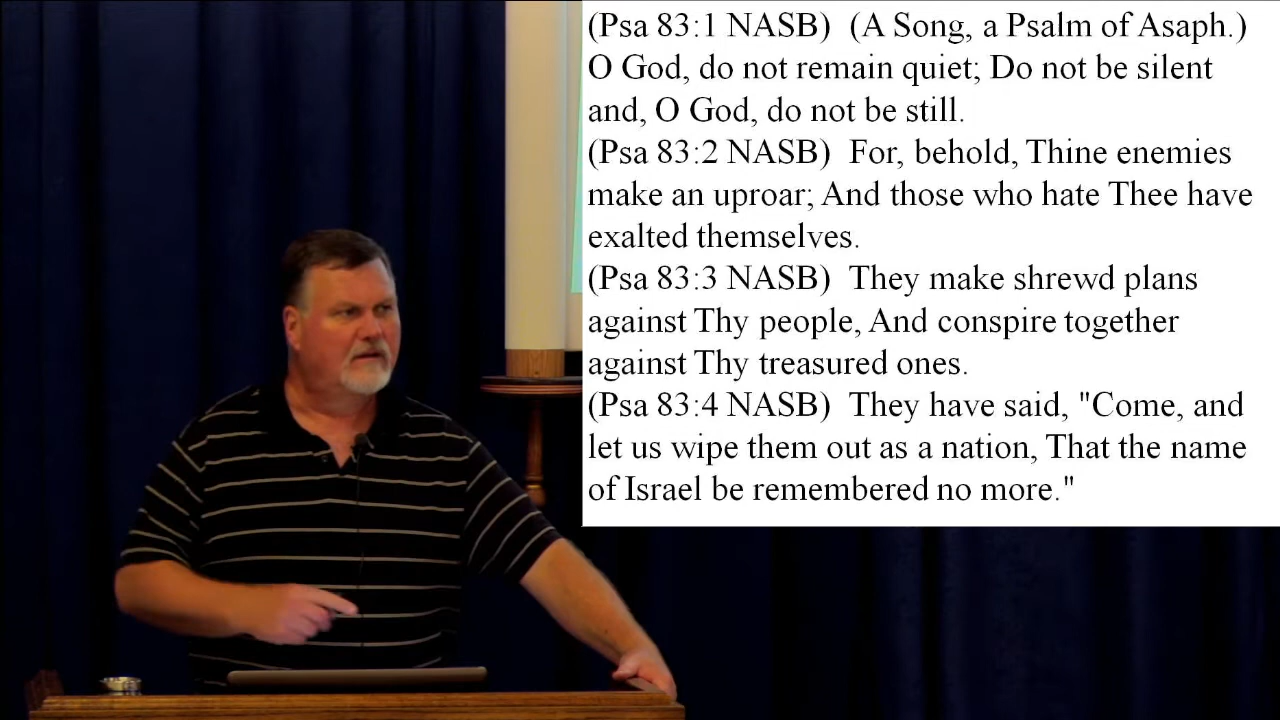 (Psa 83:1 NASB)  (A Song, a Psalm of Asaph.)
O God, do not remain quiet; Do not be silent
and, O God, do not be still.
(Psa 83:2 NASB)  For, behold, Thine enemies
make an uproar; And those who hate Thee have
exalted themselves.
(Psa 83:3 NASB)  They make shrewd plans
against Thy people, And conspire together
against Thy treasured ones.
(Psa 83:4 NASB)  They have said, "Come, and
let us wipe them out as a nation, That the name
of Israel be remembered no more."